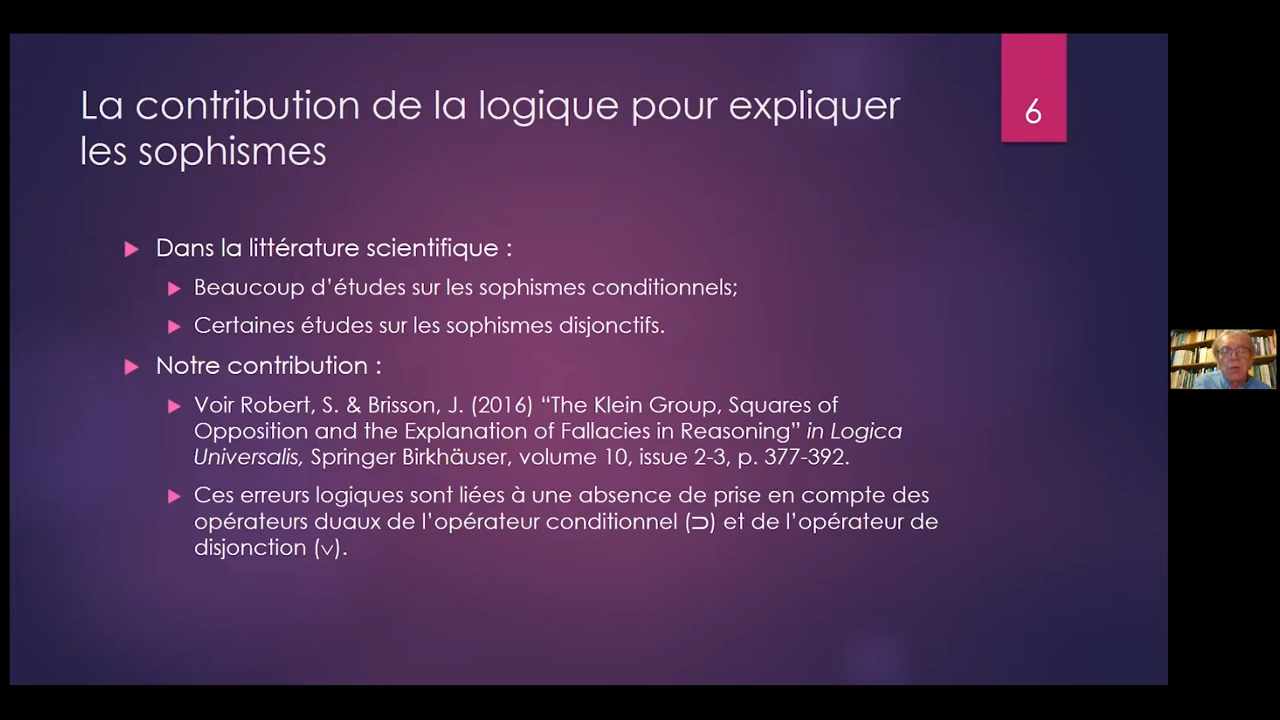 La contribution de la logique pour expliquer
les sophismes
6
Dans la littérature scientifique :
Beaucoup d’études sur les sophismes conditionnels;
Certaines études sur les sophismes disjonctifs.
Notre contribution :
Voir Robert, S. & Brisson, J. (2016) “The Klein Group, Squares of
Opposition and the Explanation of Fallacies in Reasoning” in Logica
Universalis, Springer Birkhäuser, volume 10, issue 2-3, p. 377-392.
Ces erreurs logiques sont liées à une absence de prise en compte des
opérateurs duaux de l’opérateur conditionnel (⊃) et de l’opérateur de
disjonction (∨).